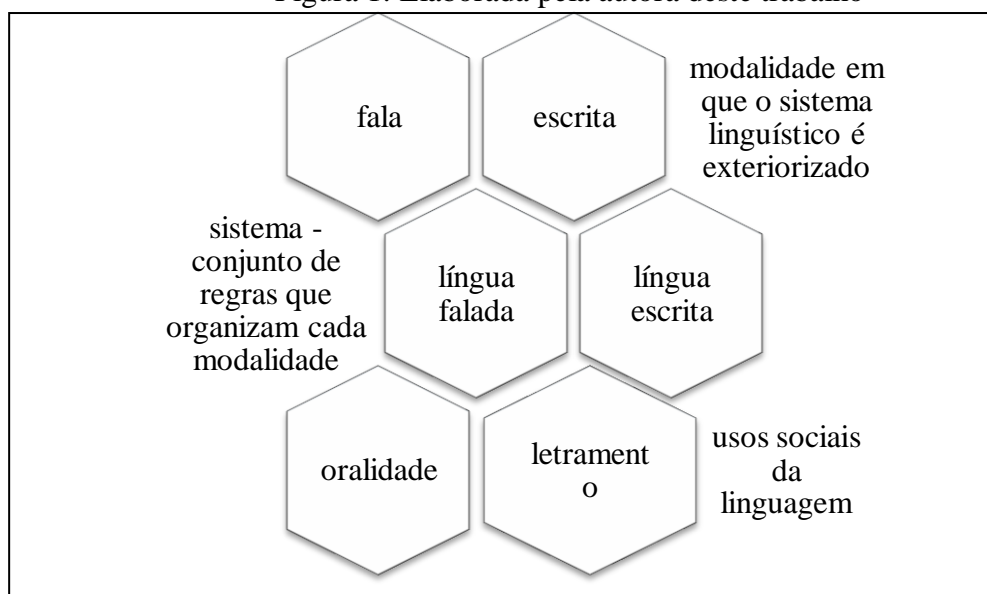 Figura 1: Elaborada pela autora deste trabalho
fala
escrita
modalidade em
que o sistema
linguístico é
exteriorizado
sistema -
conjunto de
regras que
organizam cada
modalidade
língua
falada
língua
escrita
oralidade
letrament
o
usos sociais
da
linguagem